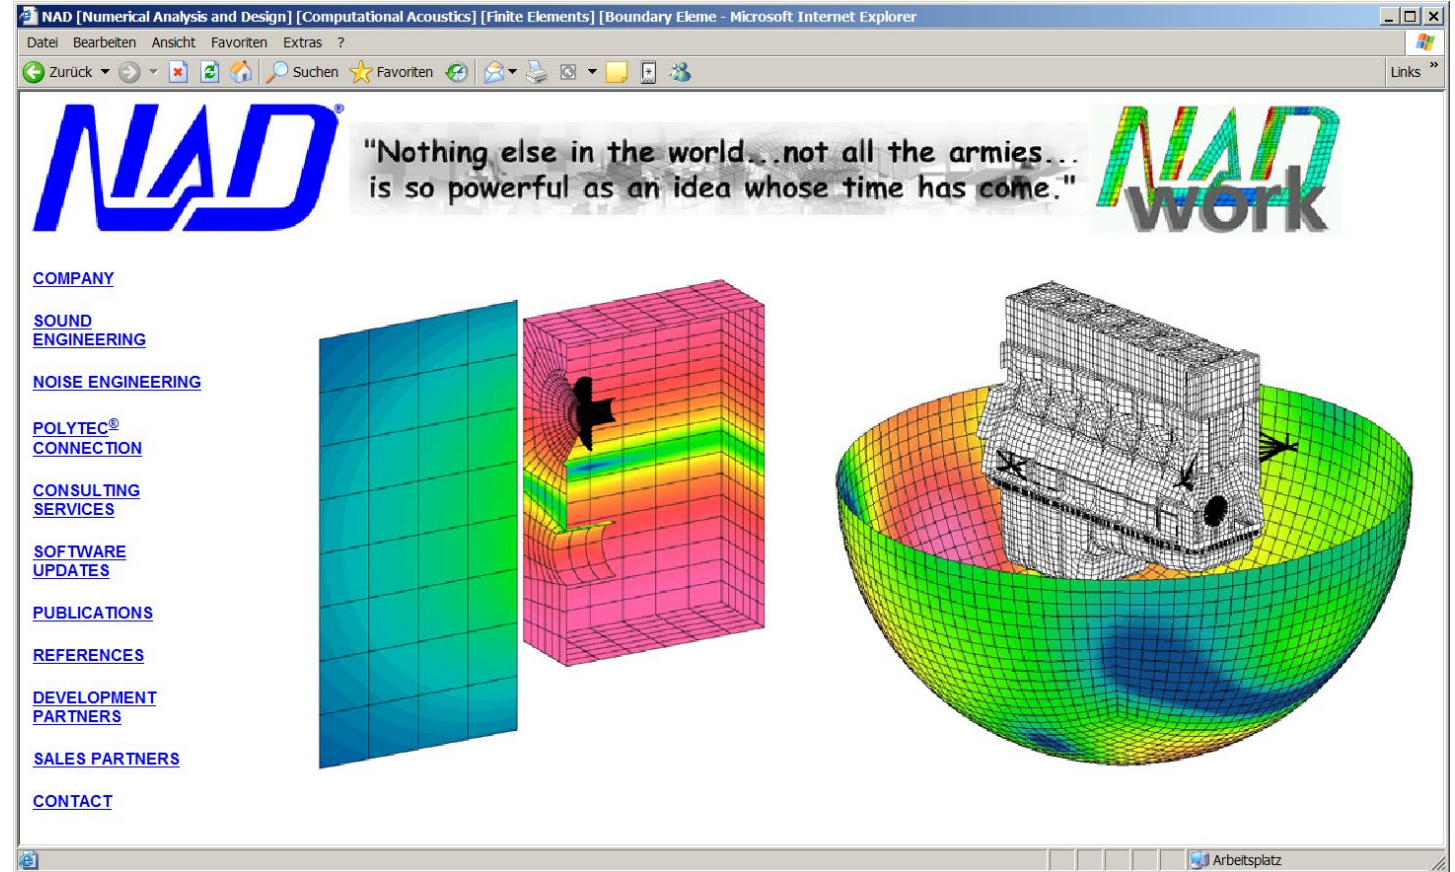 NAD [Numerical Analysis and Design] [Computational Acoustics] [Finite Elements] [Boundary Eleme - Microsoft Internet Explorer
Datei Bearbeiten Ansicht Favoriten Extras ?
Zurück Suchen Favoriten Links »
NAD®
"Nothing else in the world...not all the armies...
is so powerful as an idea whose time has come."
NAD
work
COMPANY
SOUND
ENGINEERING
NOISE ENGINEERING
POLYTEC®
CONNECTION
CONSULTING
SERVICES
SOFTWARE
UPDATES
PUBLICATIONS
REFERENCES
DEVELOPMENT
PARTNERS
SALES PARTNERS
CONTACT
Arbeitsplatz